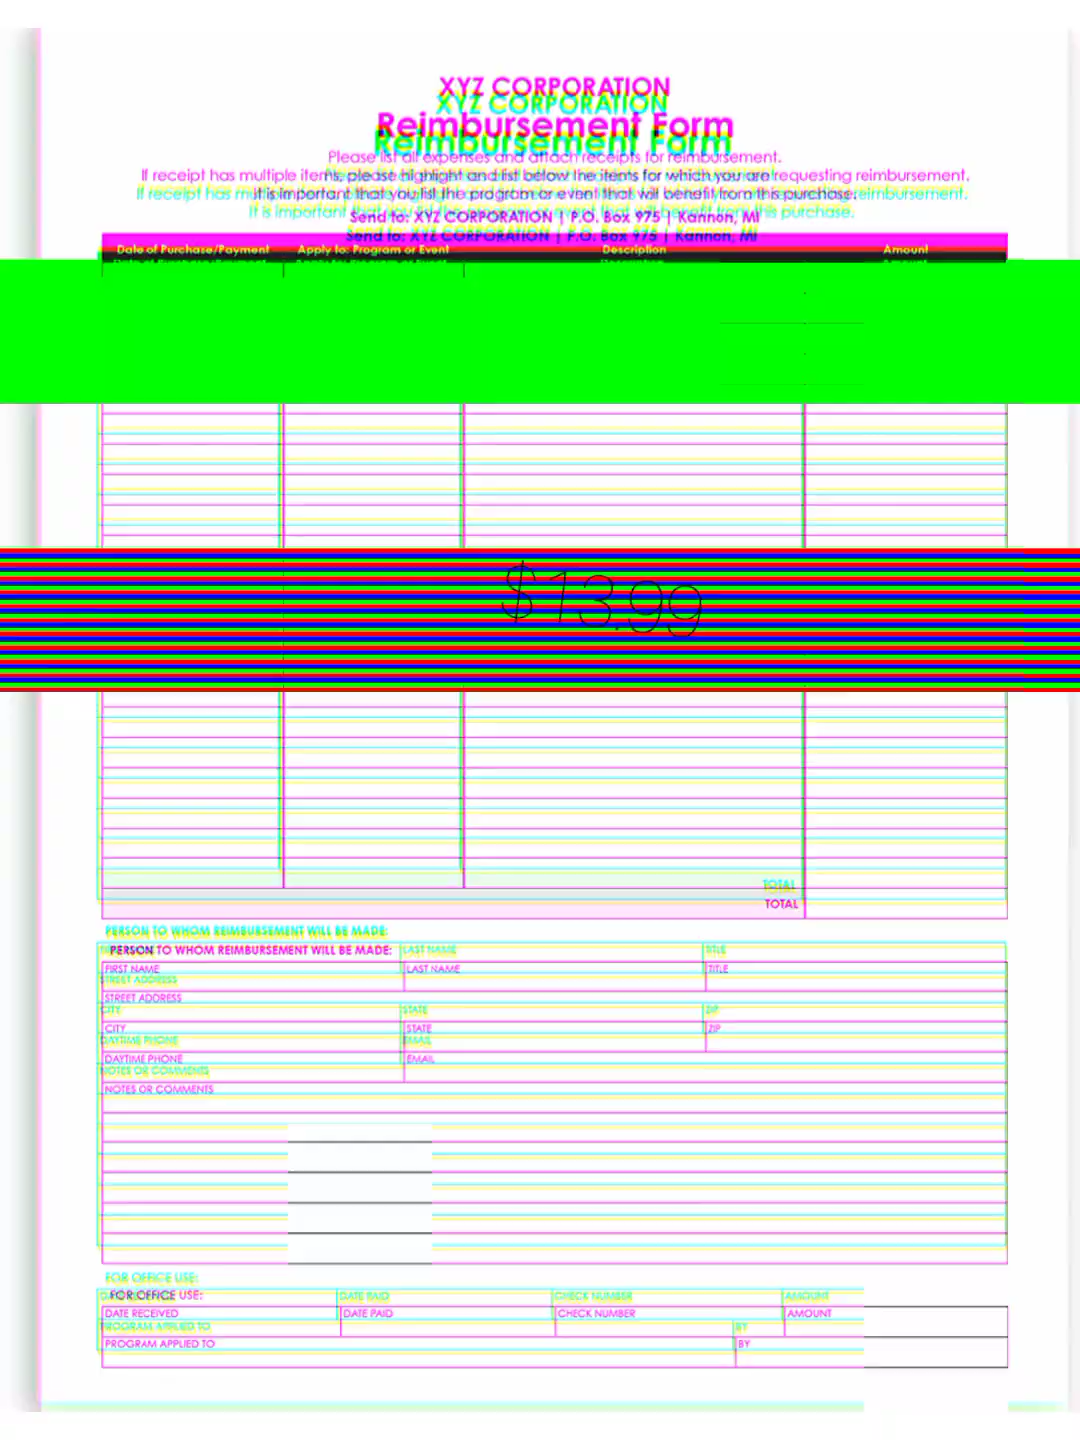 XYZ CORPORATION
Reimbursement Form
Please list all expenses and attach receipts for reimbursement.
If receipt has multiple items, please highlight and list below the items for which you are requesting reimbursement.
It is important that you list the program or event that will benefit from this purchase.
Send to: XYZ CORPORATION | P.O. Box 975 | Kannon, MI
Date of Purchase/Payment Apply to: Program or Event Description Amount
$13.99
TOTAL
PERSON TO WHOM REIMBURSEMENT WILL BE MADE:
FIRST NAME LAST NAME TITLE
STREET ADDRESS
CITY STATE ZIP
DAYTIME PHONE EMAIL
NOTES OR COMMENTS
FOR OFFICE USE:
DATE RECEIVED DATE PAID CHECK NUMBER AMOUNT
PROGRAM APPLIED TO BY